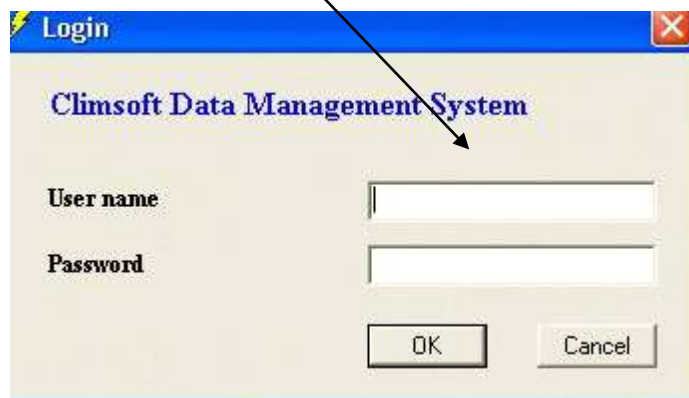 Login
Climsoft Data Management System
User name
Password
OK Cancel